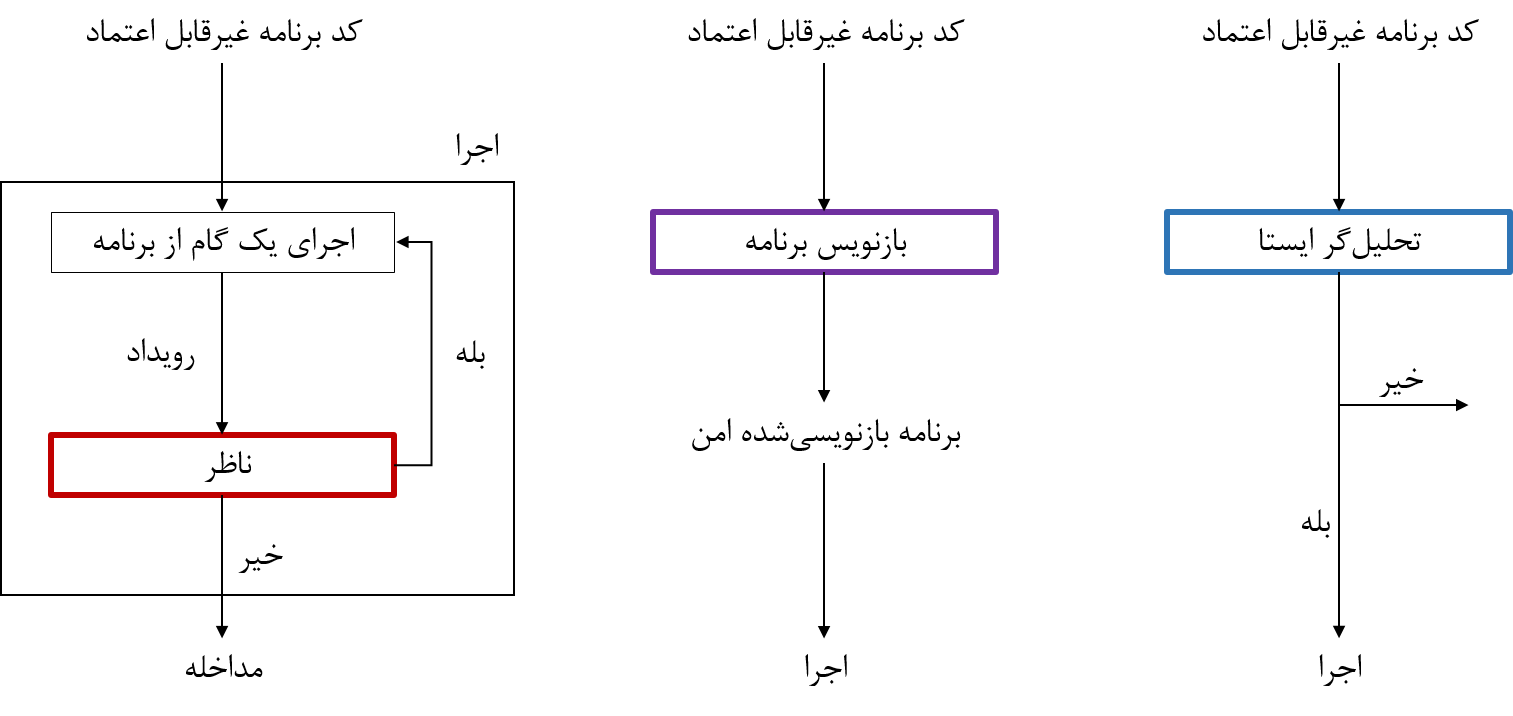 کد برنامه غیرقابل اعتماد
تحلیل‌گر ایستا
خیر
بله
اجرا
کد برنامه غیرقابل اعتماد
بازنویس برنامه
برنامه بازنویسی‌شده امن
اجرا
کد برنامه غیرقابل اعتماد
اجرا
اجرای یک گام از برنامه
رویداد
بله
ناظر
خیر
مداخله